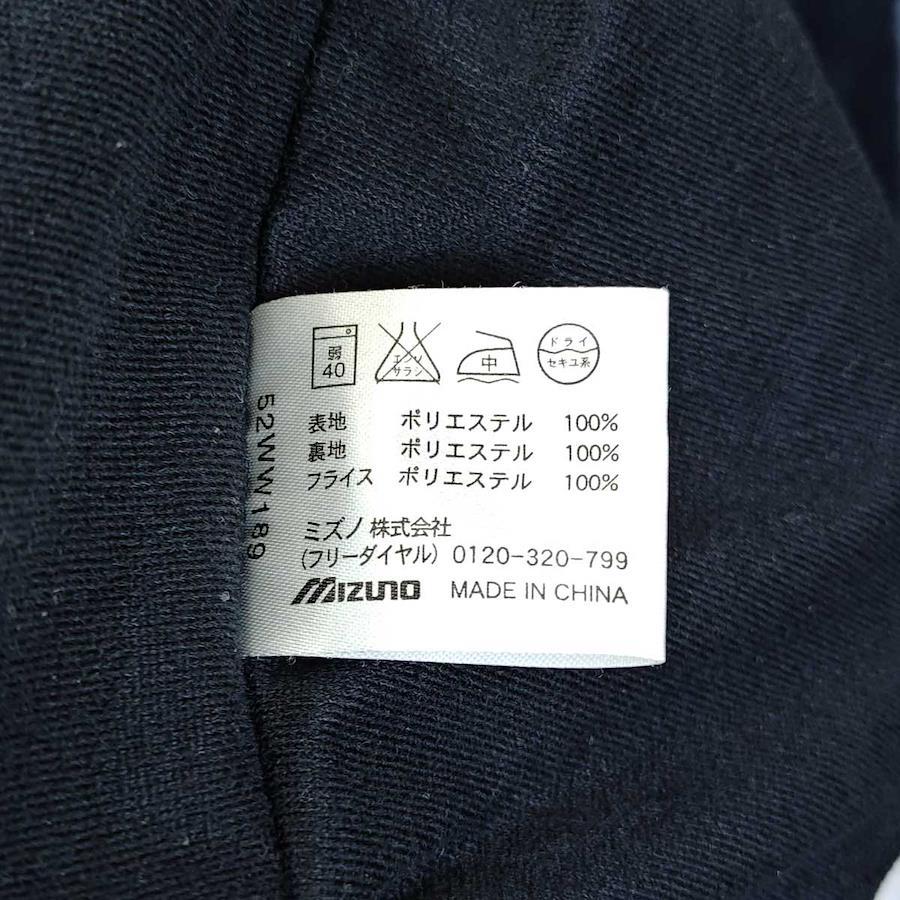 弱
40
エンソ
サラシ
中
ドライ
セキユ系
表地 ポリエステル 100%
裏地 ポリエステル 100%
フライス ポリエステル 100%
ミズノ株式会社
(フリーダイヤル) 0120-320-799
MIZUNO MADE IN CHINA
52WW189